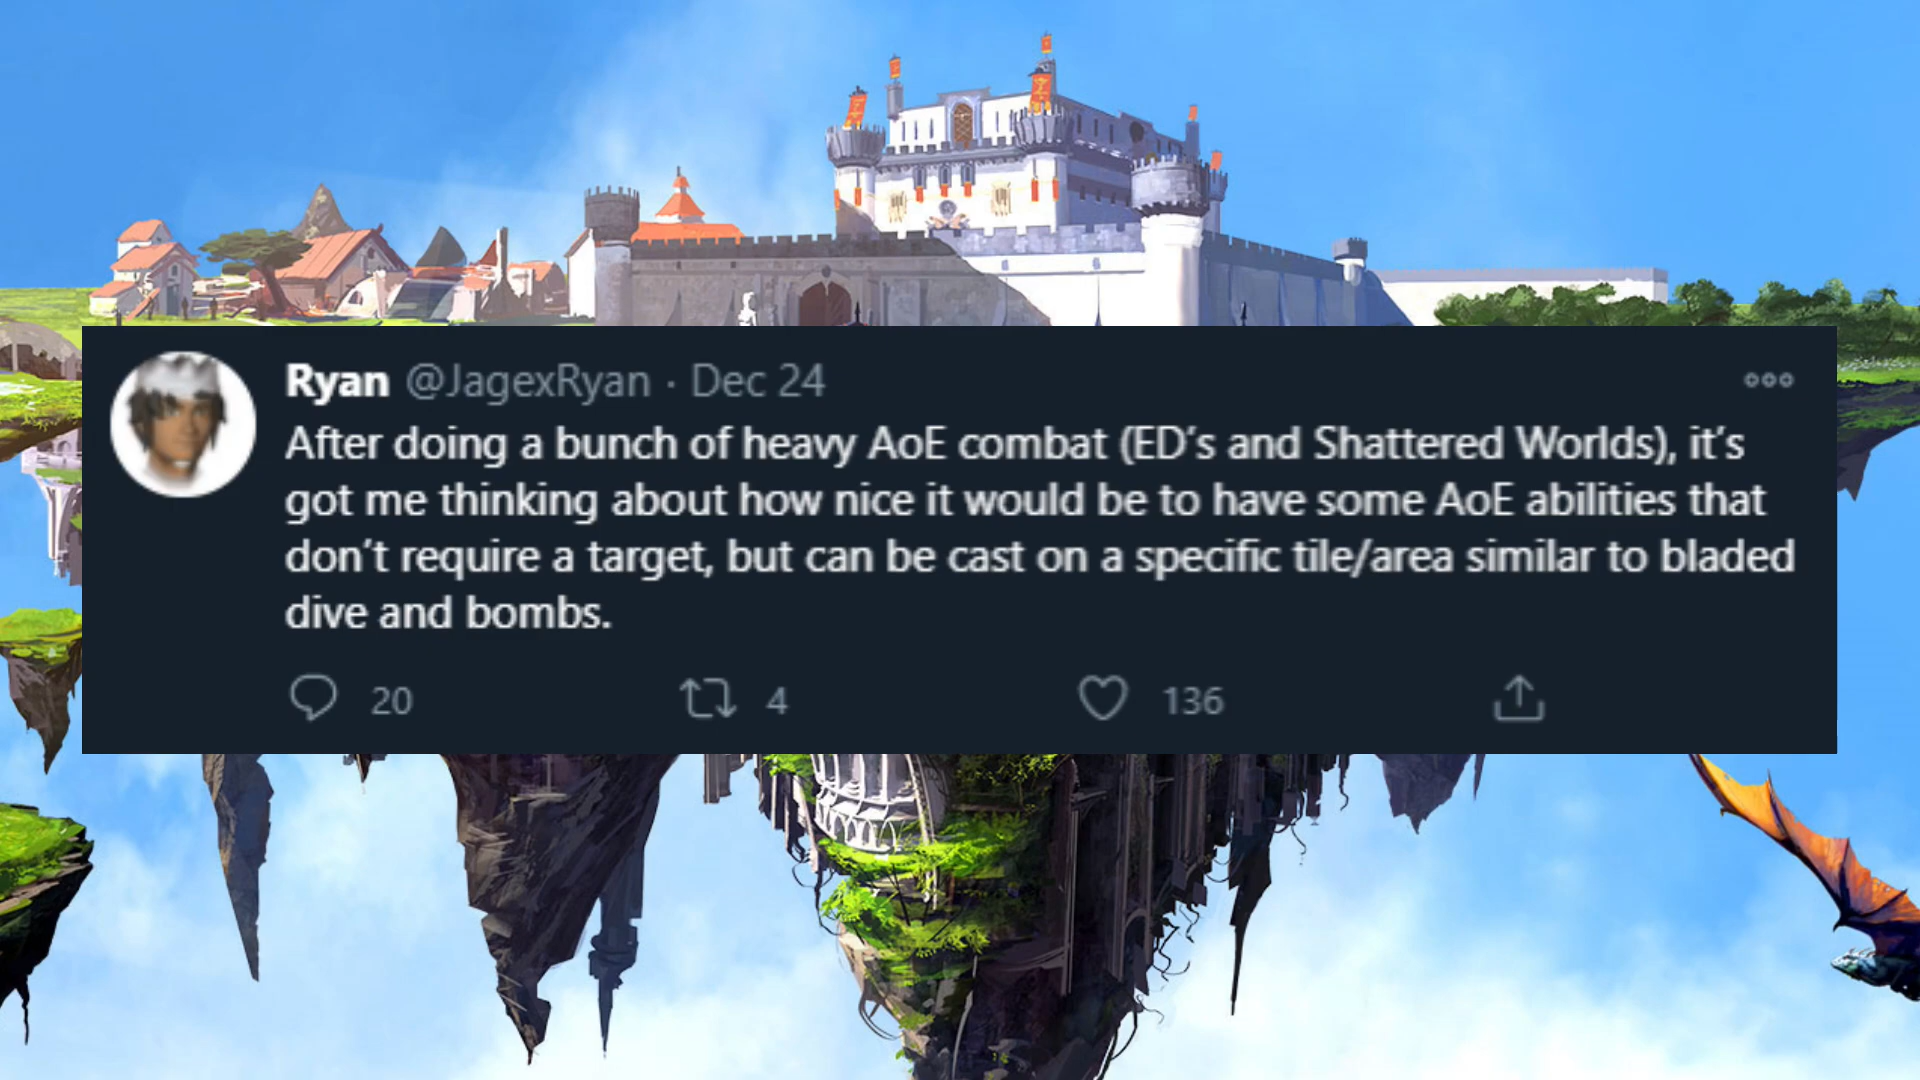 Ryan @JagexRyan · Dec 24
After doing a bunch of heavy AoE combat (ED’s and Shattered Worlds), it’s
got me thinking about how nice it would be to have some AoE abilities that
don’t require a target, but can be cast on a specific tile/area similar to bladed
dive and bombs.
20 4 136